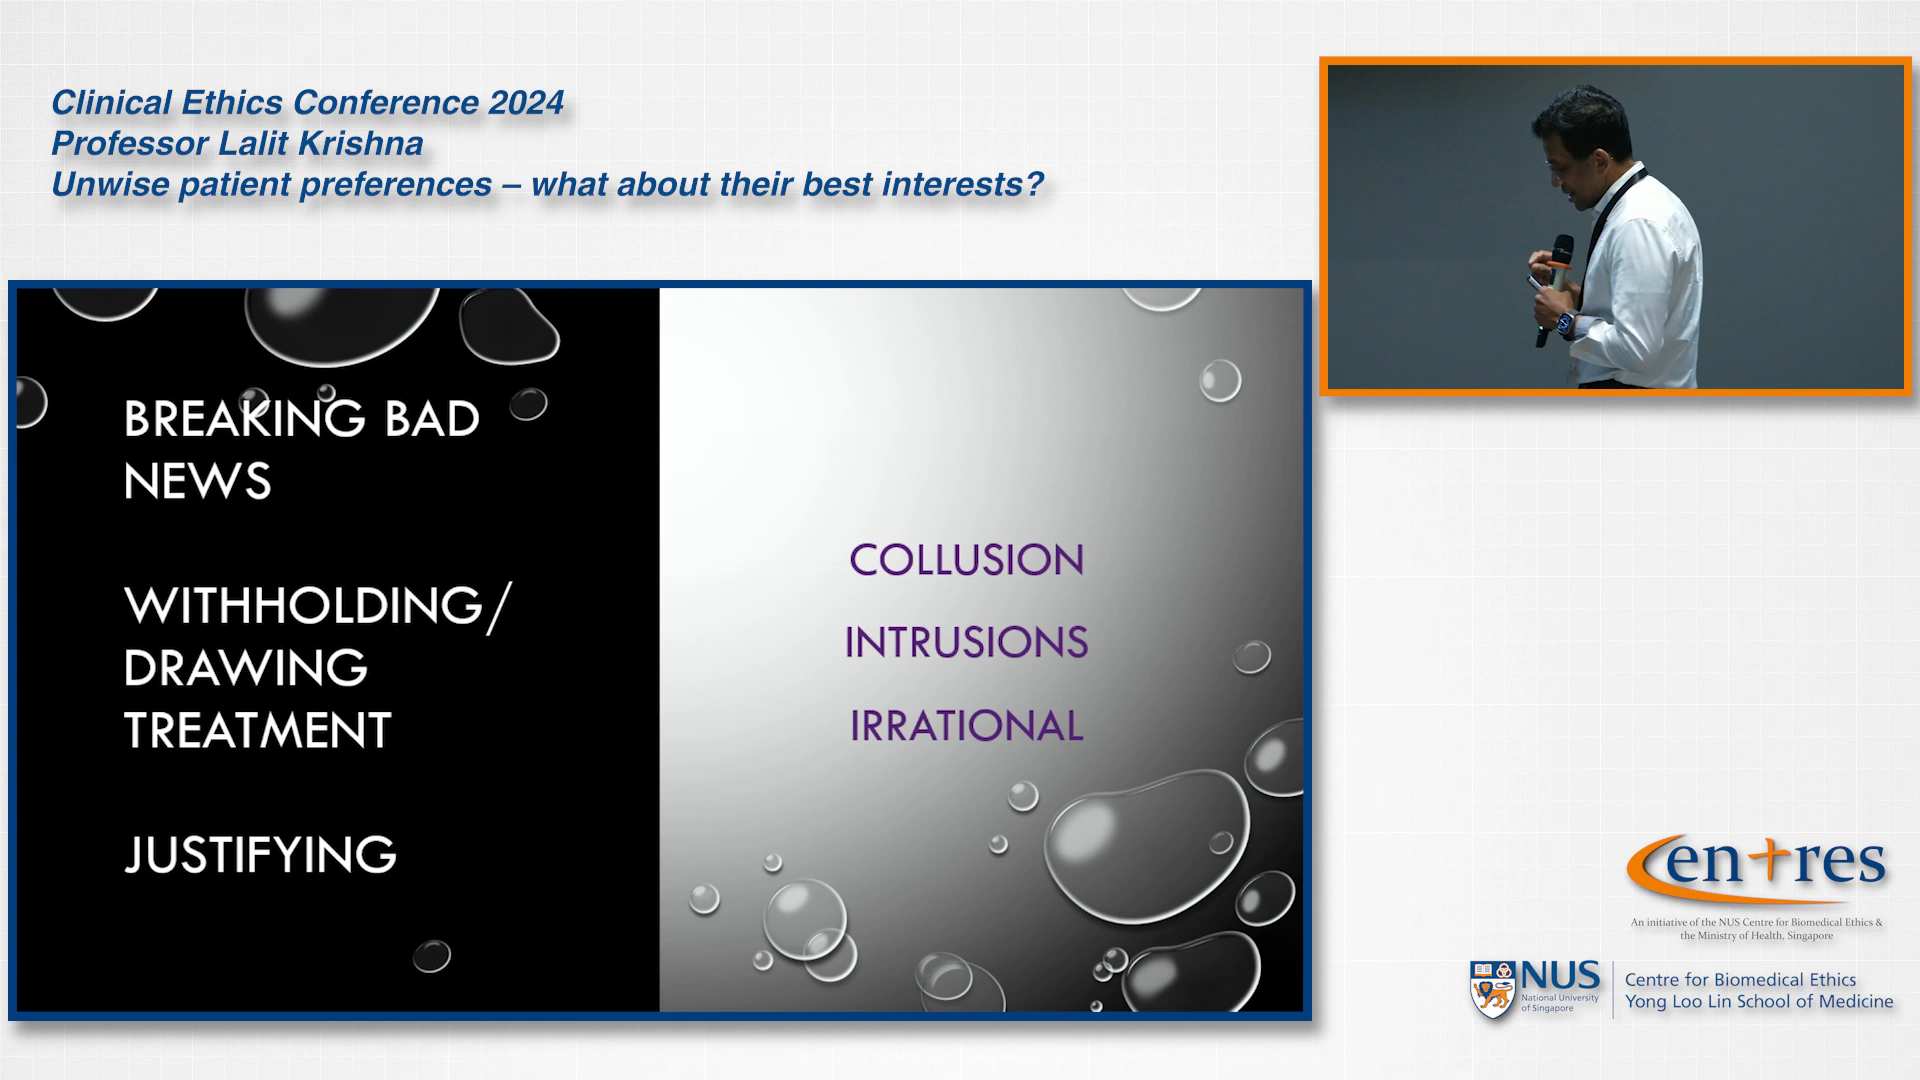 Clinical Ethics Conference 2024
Professor Lalit Krishna
Unwise patient preferences – what about their best interests?
BREAKING BAD
NEWS
WITHHOLDING/
DRAWING
TREATMENT
JUSTIFYING
COLLUSION
INTRUSIONS
IRRATIONAL
Centres
An initiative of the NUS Centre for Biomedical Ethics &
the Ministry of Health, Singapore
NUS
National University
of Singapore
Centre for Biomedical Ethics
Yong Loo Lin School of Medicine